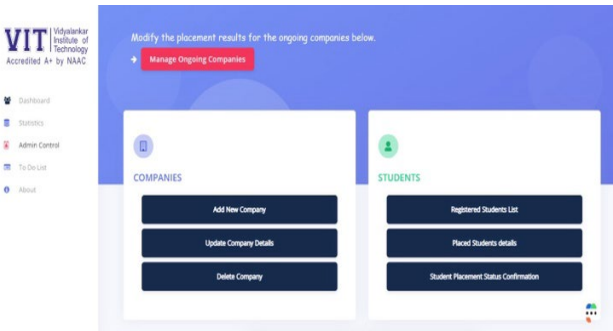 VIT
Vidyalankar
Institute of
Technology
Accredited A+ by NAAC
Dashboard
Statistics
Admin Control
To Do List
About
Modify the placement results for the ongoing companies below.
Manage Ongoing Companies
COMPANIES
Add New Company
Update Company Details
Delete Company
STUDENTS
Registered Students List
Placed Students details
Student Placement Status Confirmation